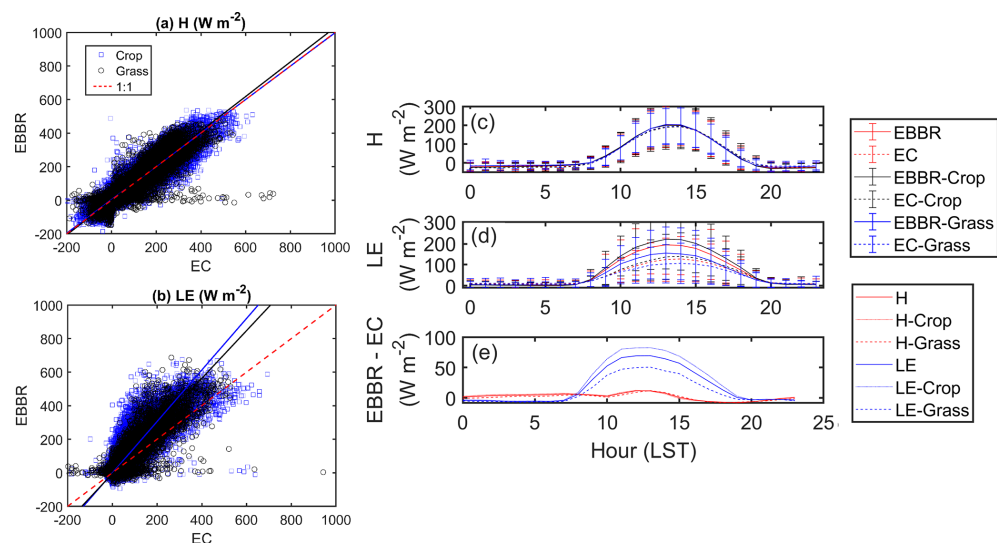 (a) H (W m⁻²)
1000
800
600
400
200
0
-200
EBBR
Crop
Grass
1:1
-200 0 200 400 600 800 1000
EC
(b) LE (W m⁻²)
1000
800
600
400
200
0
-200
EBBR
-200 0 200 400 600 800 1000
EC
H
(W m⁻²)
300
200
100
0
(c)
0 5 10 15 20
LE
(W m⁻²)
300
200
100
0
(d)
0 5 10 15 20
EBBR - EC
(W m⁻²)
100
50
0
(e)
0 5 10 15 20 25
Hour (LST)
EBBR
EC
EBBR-Crop
EC-Crop
EBBR-Grass
EC-Grass
H
H-Crop
H-Grass
LE
LE-Crop
LE-Grass